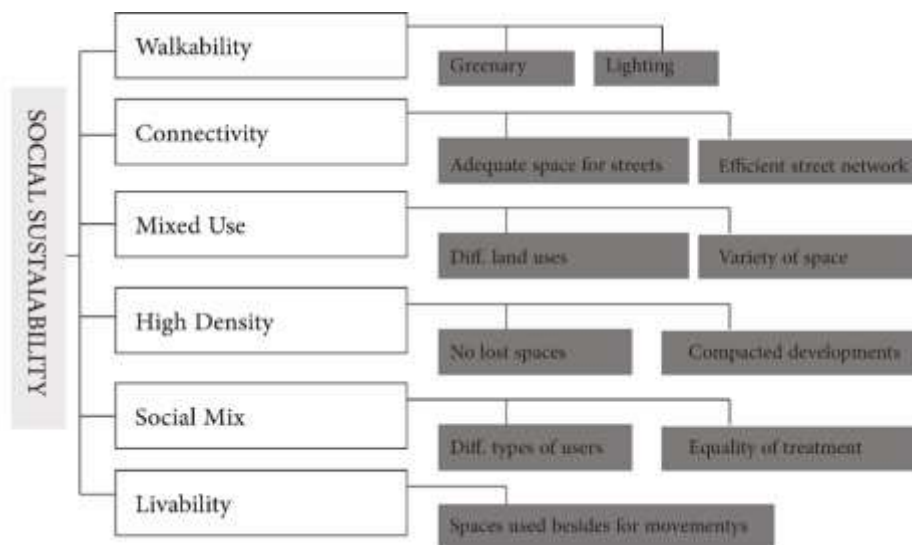 SOCIAL SUSTAIABILITY
Walkability
Greenary
Lighting
Connectivity
Adequate space for streets
Efficient street network
Mixed Use
Diff. land uses
Variety of space
High Density
No lost spaces
Compacted developments
Social Mix
Diff. types of users
Equality of treatment
Livability
Spaces used besides for movementys